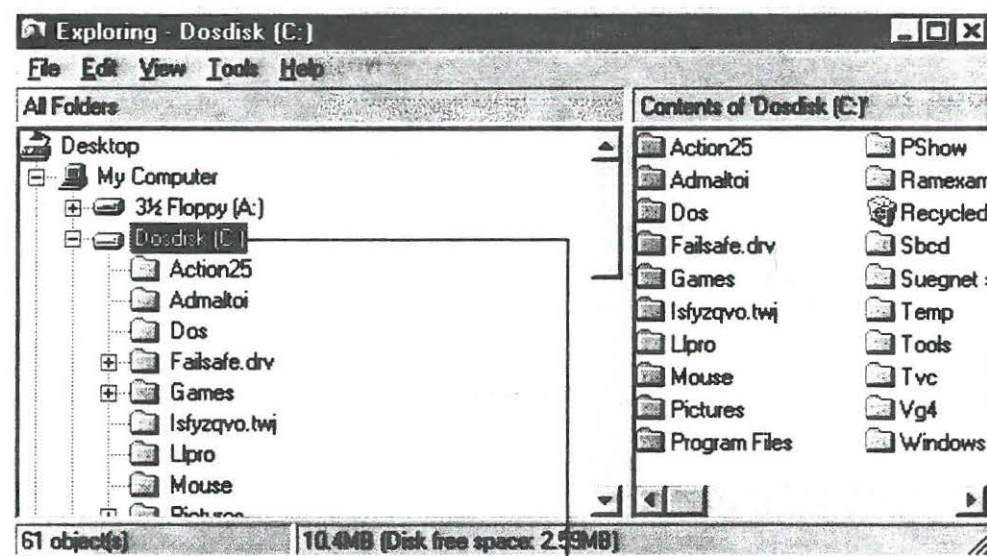 Exploring - Dosdisk (C:)
File Edit View Tools Help
All Folders
Contents of 'Dosdisk (C:)'
Desktop
My Computer
3½ Floppy (A:)
Dosdisk (C:)
Action25
Admaltoi
Dos
Failsafe.drv
Games
Isfyzqvo.twj
Llpro
Mouse
Pictures
Action25
Admaltoi
Dos
Failsafe.drv
Games
Isfyzqvo.twj
Llpro
Mouse
Pictures
Program Files
PShow
Ramexam
Recycled
Sbcd
Suegnet
Temp
Tools
Tvc
Vg4
Windows
61 object(s)
10.4MB (Disk free space: 2.59MB)